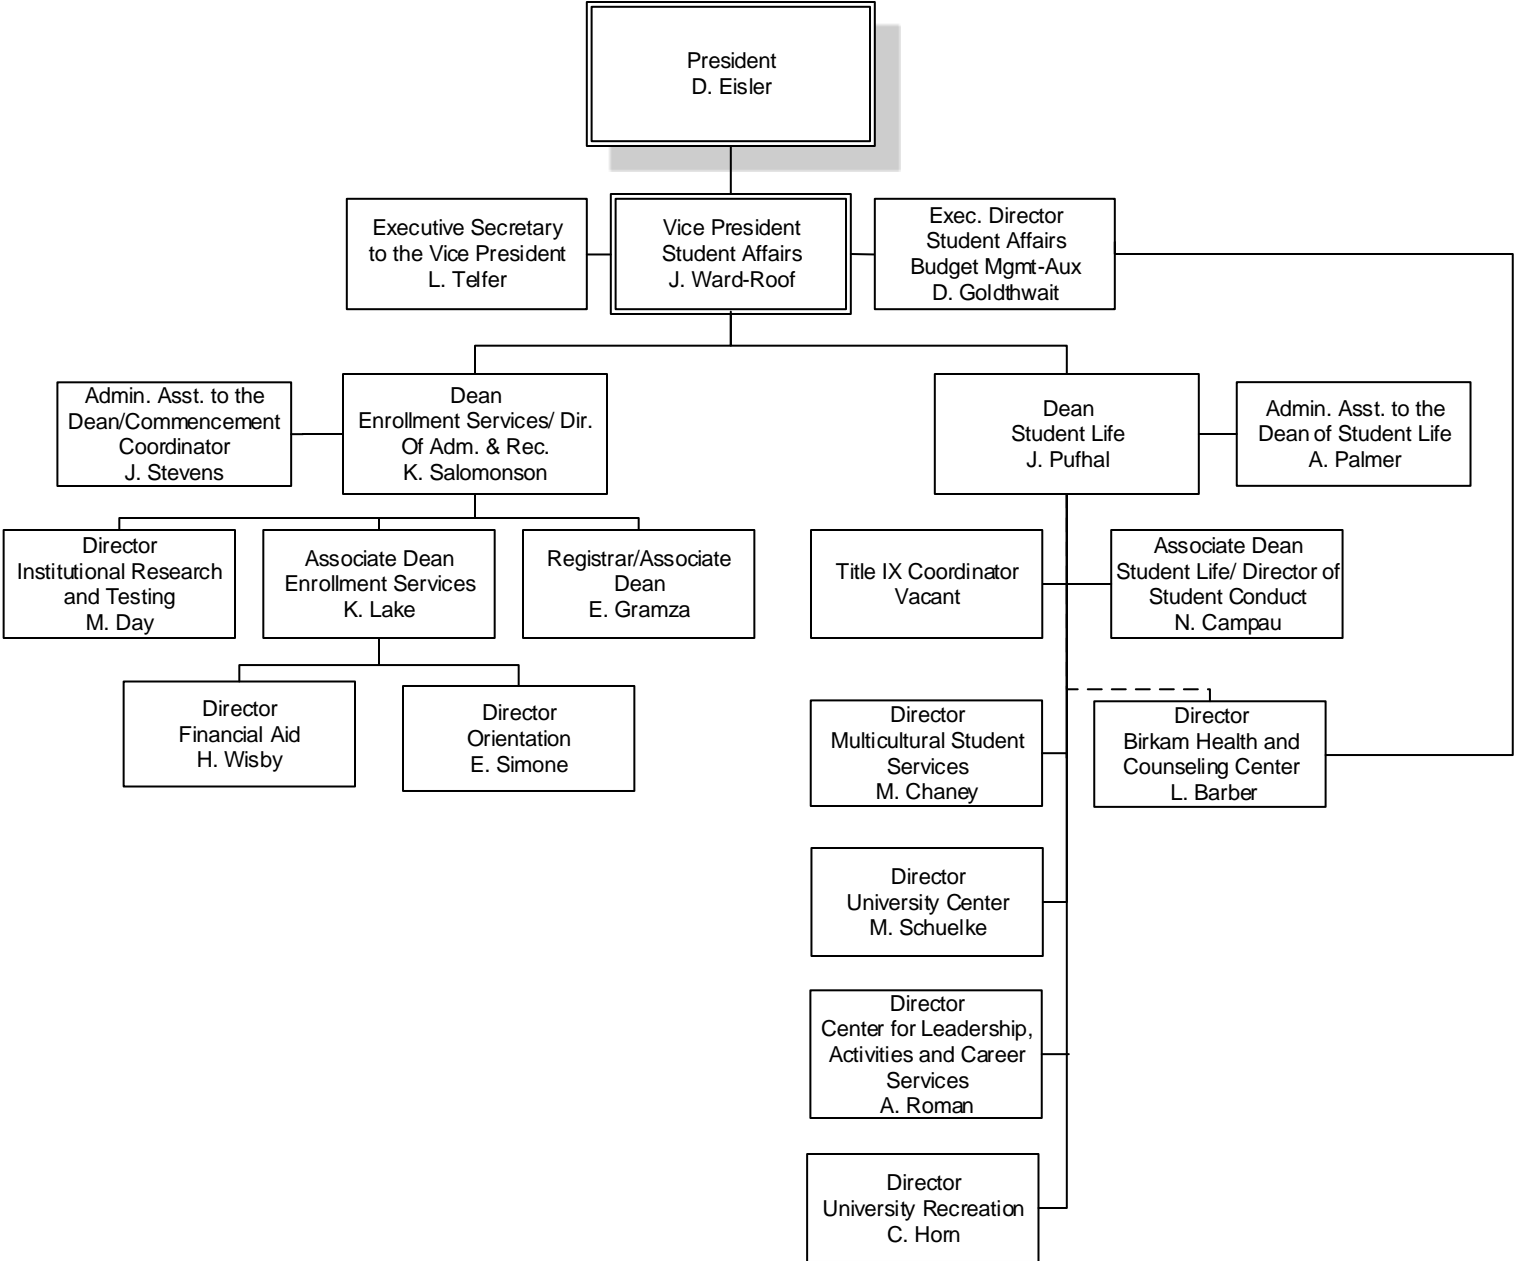 President
D. Eisler
Executive Secretary
to the Vice President
L. Telfer
Vice President
Student Affairs
J. Ward-Roof
Exec. Director
Student Affairs
Budget Mgmt-Aux
D. Goldthwait
Admin. Asst. to the
Dean/Commencement
Coordinator
J. Stevens
Dean
Enrollment Services/ Dir.
Of Adm. & Rec.
K. Salomonson
Dean
Student Life
J. Pufhal
Admin. Asst. to the
Dean of Student Life
A. Palmer
Director
Institutional Research
and Testing
M. Day
Associate Dean
Enrollment Services
K. Lake
Registrar/Associate
Dean
E. Gramza
Title IX Coordinator
Vacant
Associate Dean
Student Life/ Director of
Student Conduct
N. Campau
Director
Financial Aid
H. Wisby
Director
Orientation
E. Simone
Director
Multicultural Student
Services
M. Chaney
Director
Birkam Health and
Counseling Center
L. Barber
Director
University Center
M. Schuelke
Director
Center for Leadership,
Activities and Career
Services
A. Roman
Director
University Recreation
C. Horn